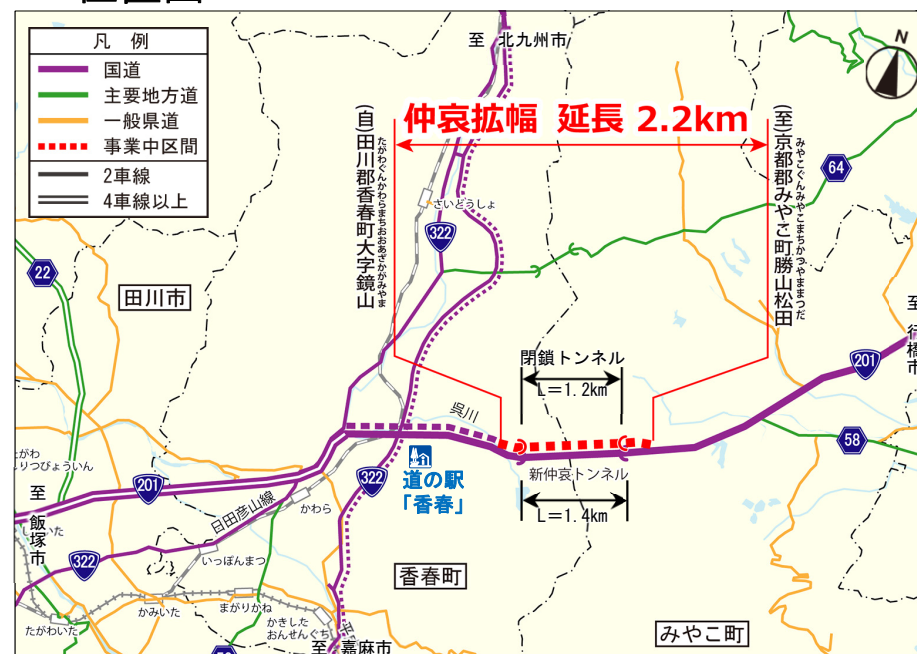 凡 例
国道
主要地方道
一般県道
事業中区間
2車線
4車線以上
至 北九州市
N
仲哀拡幅 延長 2.2km
(自)田川郡香春町大字鏡山
たがわぐんかわらまちおおあざかがみやま
(至)京都郡みやこ町勝山松田
みやこぐんみやこまちかつやままつだ
64
さいどうしょ
322
22
田川市
至 行橋市
閉鎖トンネル
L=1.2km
201
呉川
58
道の駅
「香春」
新仲哀トンネル
L=1.4km
322
201
日田彦山線
かわら
至 飯塚市
322
いっぽんまつ
香春町
かみいた
まがりかね
たがわいた
かきした
おんせんぐち
至 嘉麻市
みやこ町